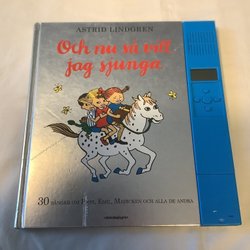 ASTRID LINDGREN
Och nu så vill
jag sjunga
30 SÅNGER OM PIPPI, EMIL, MADICKEN OCH ALLA DE ANDRA